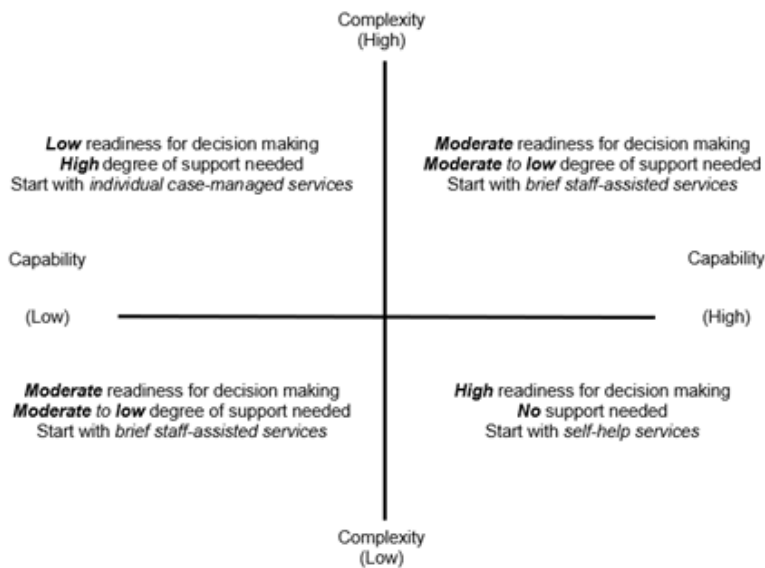 Complexity
(High)
Low readiness for decision making
High degree of support needed
Start with individual case-managed services
Moderate readiness for decision making
Moderate to low degree of support needed
Start with brief staff-assisted services
Capability
(Low)
Capability
(High)
Moderate readiness for decision making
Moderate to low degree of support needed
Start with brief staff-assisted services
High readiness for decision making
No support needed
Start with self-help services
Complexity
(Low)